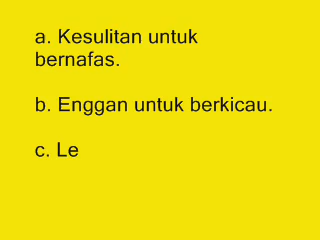 a. Kesulitan untuk
bernafas.
b. Enggan untuk berkicau.
c. Le